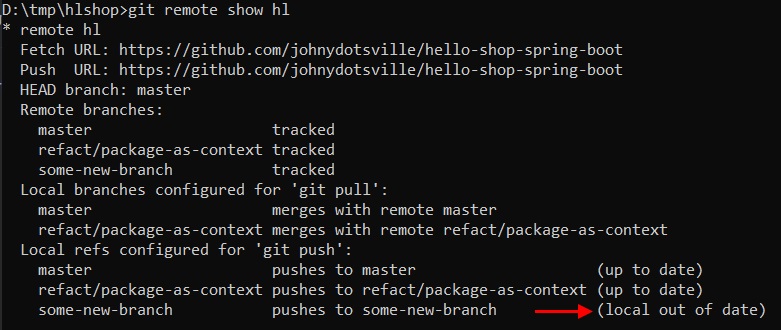 D:\tmp\hlshop>git remote show hl
* remote hl
  Fetch URL: https://github.com/johnydotsville/hello-shop-spring-boot
  Push  URL: https://github.com/johnydotsville/hello-shop-spring-boot
  HEAD branch: master
  Remote branches:
    master                      tracked
    refact/package-as-context tracked
    some-new-branch           tracked
  Local branches configured for 'git pull':
    master                    merges with remote master
    refact/package-as-context merges with remote refact/package-as-context
  Local refs configured for 'git push':
    master                    pushes to master                    (up to date)
    refact/package-as-context pushes to refact/package-as-context (up to date)
    some-new-branch           pushes to some-new-branch           (local out of date)